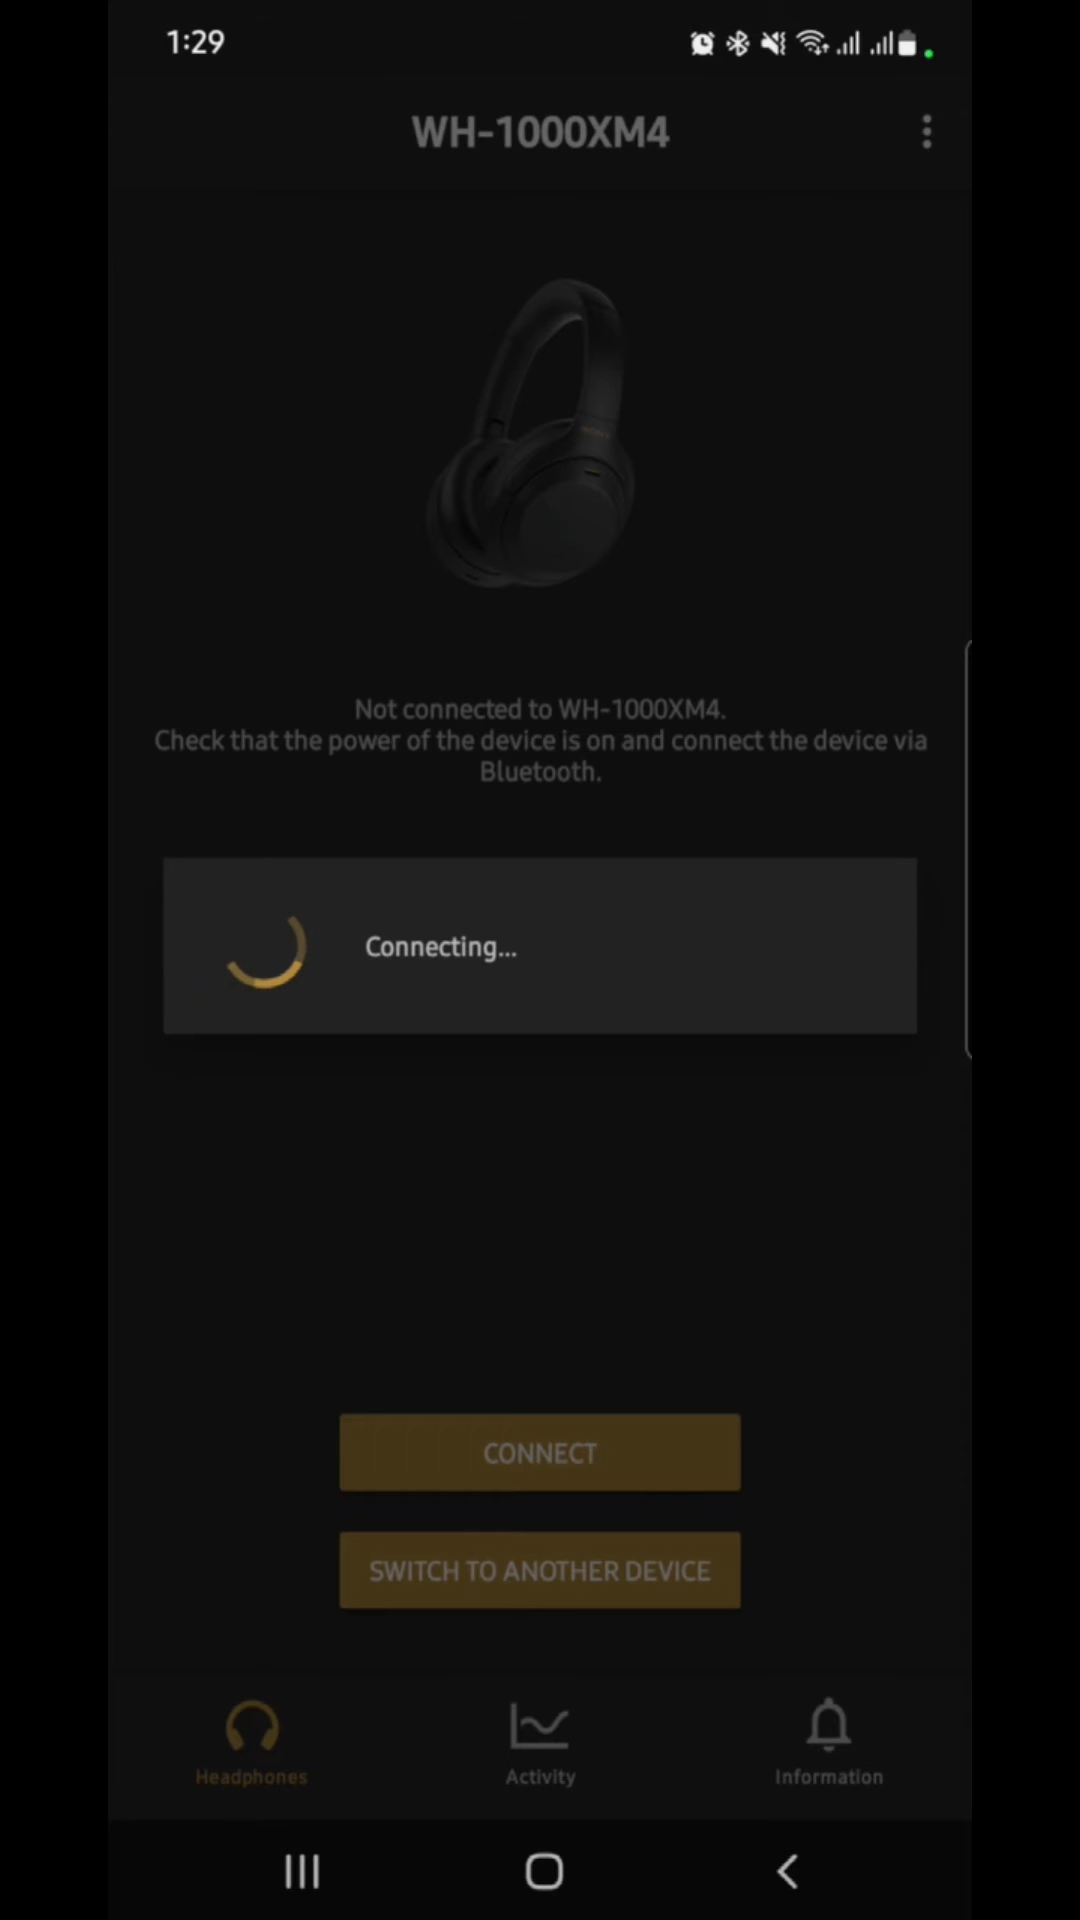 1:29
WH-1000XM4
SONY
Not connected to WH-1000XM4.
Check that the power of the device is on and connect the device via
Bluetooth.
Connecting...
CONNECT
SWITCH TO ANOTHER DEVICE
Headphones
Activity
Information